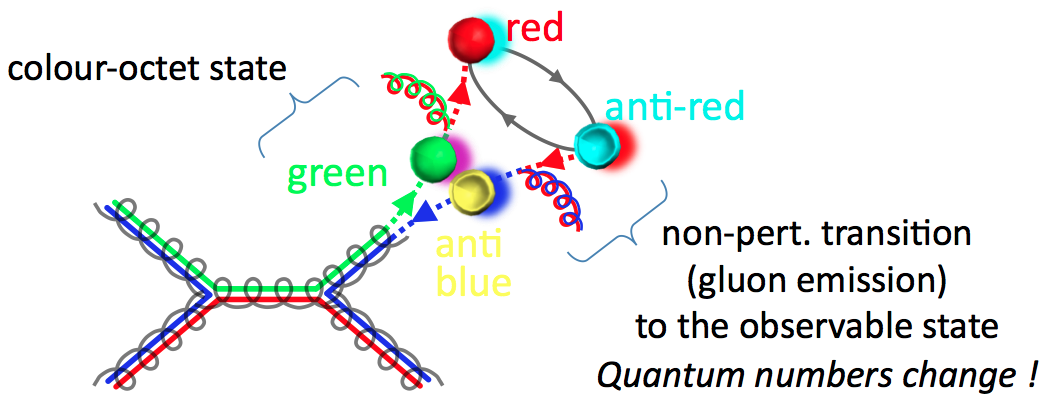 red
colour-octet state
anti-red
green
anti
blue
non-pert. transition
(gluon emission)
to the observable state
Quantum numbers change !